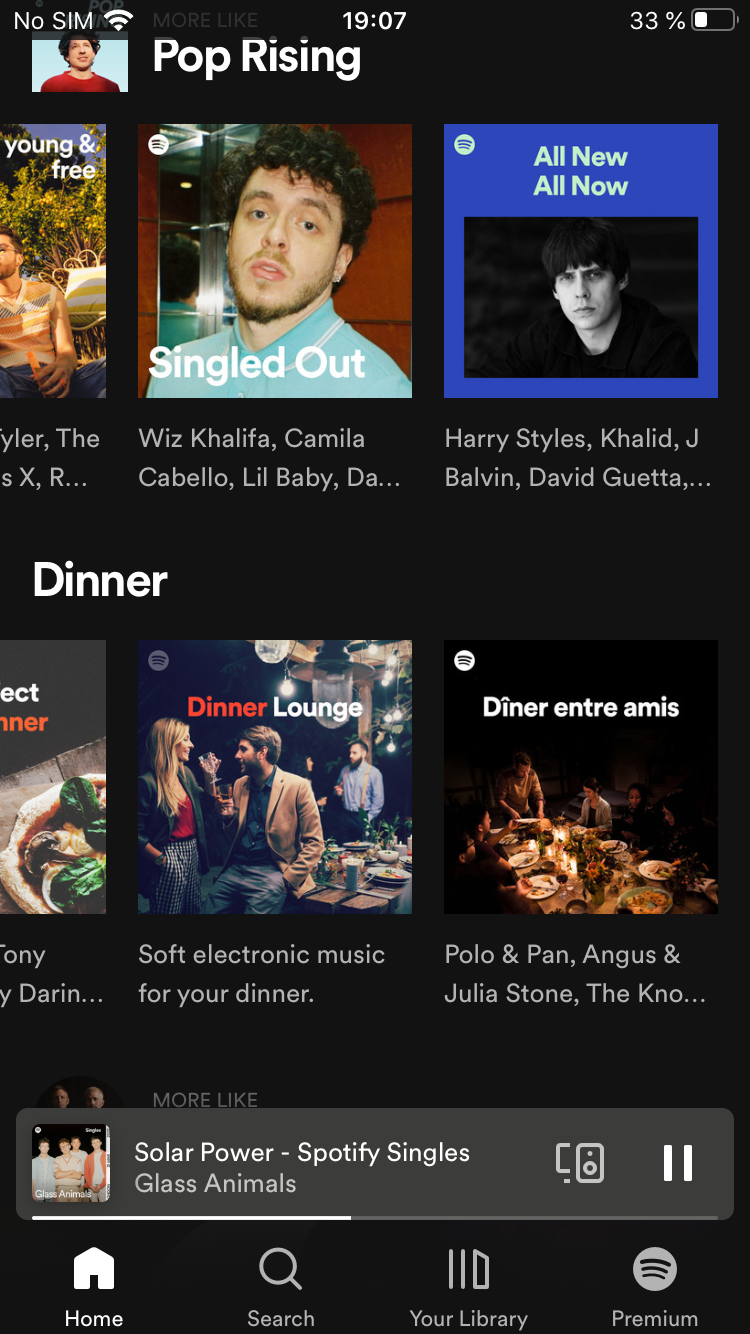 No SIM
19:07
33 %
MORE LIKE
Pop Rising
young &
free
Singled Out
All New
All Now
Tyler, The
s X, R...
Wiz Khalifa, Camila
Cabello, Lil Baby, Da...
Harry Styles, Khalid, J
Balvin, David Guetta,...
Dinner
ect
nner
Dinner Lounge
Dîner entre amis
Tony
y Darin...
Soft electronic music
for your dinner.
Polo & Pan, Angus &
Julia Stone, The Kno...
MORE LIKE
Singles
Glass Animals
Solar Power - Spotify Singles
Glass Animals
Home
Search
Your Library
Premium